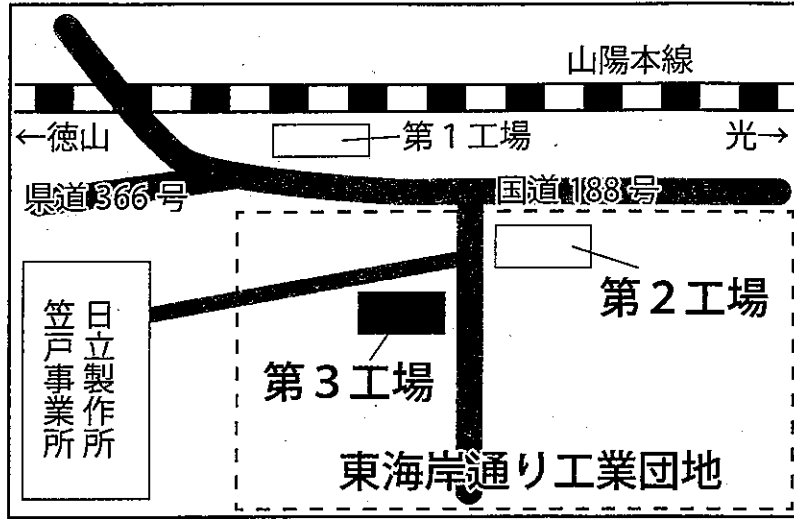 山陽本線
←徳山
第1工場
光→
県道366号
国道188号
第2工場
日立製作所
笠戸事業所
第3工場
東海岸通り工業団地